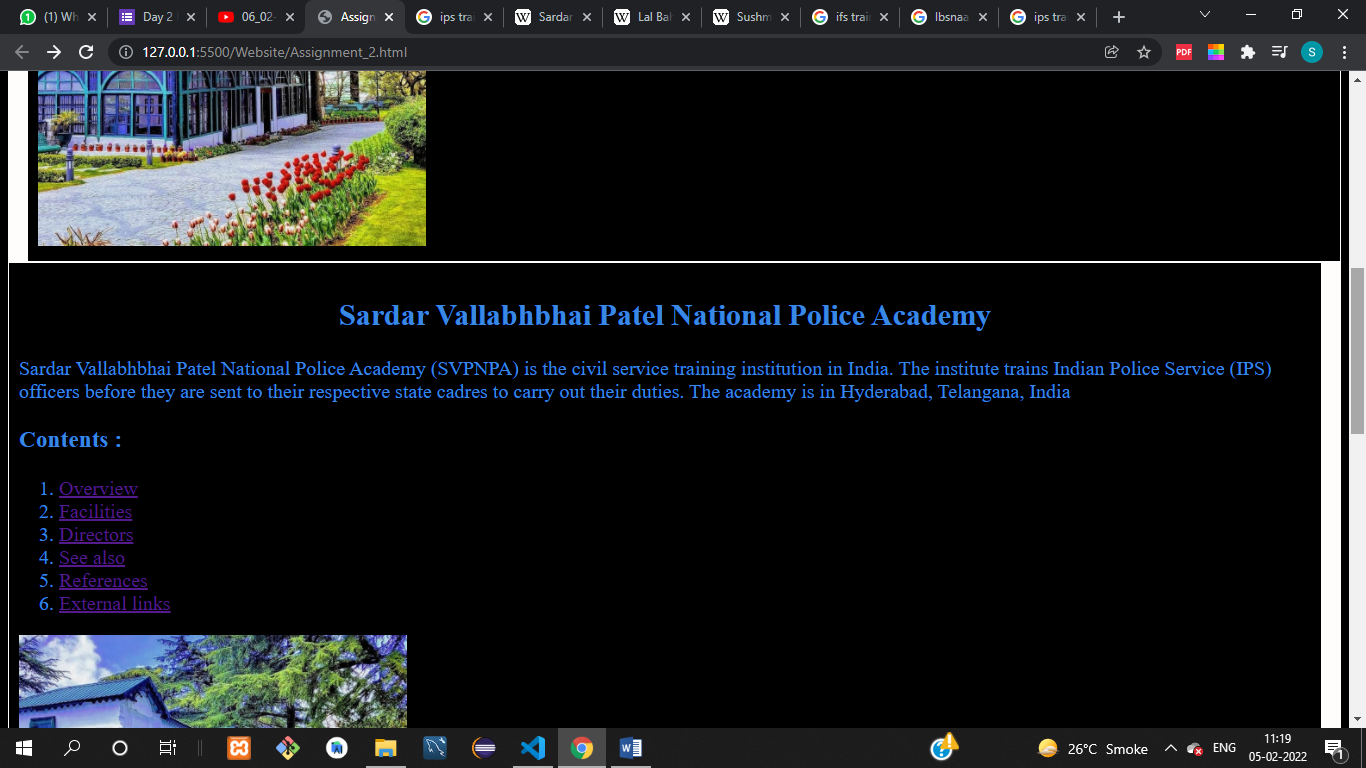 (1) Wh
Day 2
06_02-
Assign
ips trai
Sardar
Lal Bah
Sushm
ifs train
lbsnaa
ips tra
127.0.0.1:5500/Website/Assignment_2.html
PDF
S
Sardar Vallabhbhai Patel National Police Academy
Sardar Vallabhbhai Patel National Police Academy (SVPNPA) is the civil service training institution in India. The institute trains Indian Police Service (IPS)
officers before they are sent to their respective state cadres to carry out their duties. The academy is in Hyderabad, Telangana, India
Contents :
1. Overview
2. Facilities
3. Directors
4. See also
5. References
6. External links
26°C Smoke
ENG
11:19
05-02-2022
1